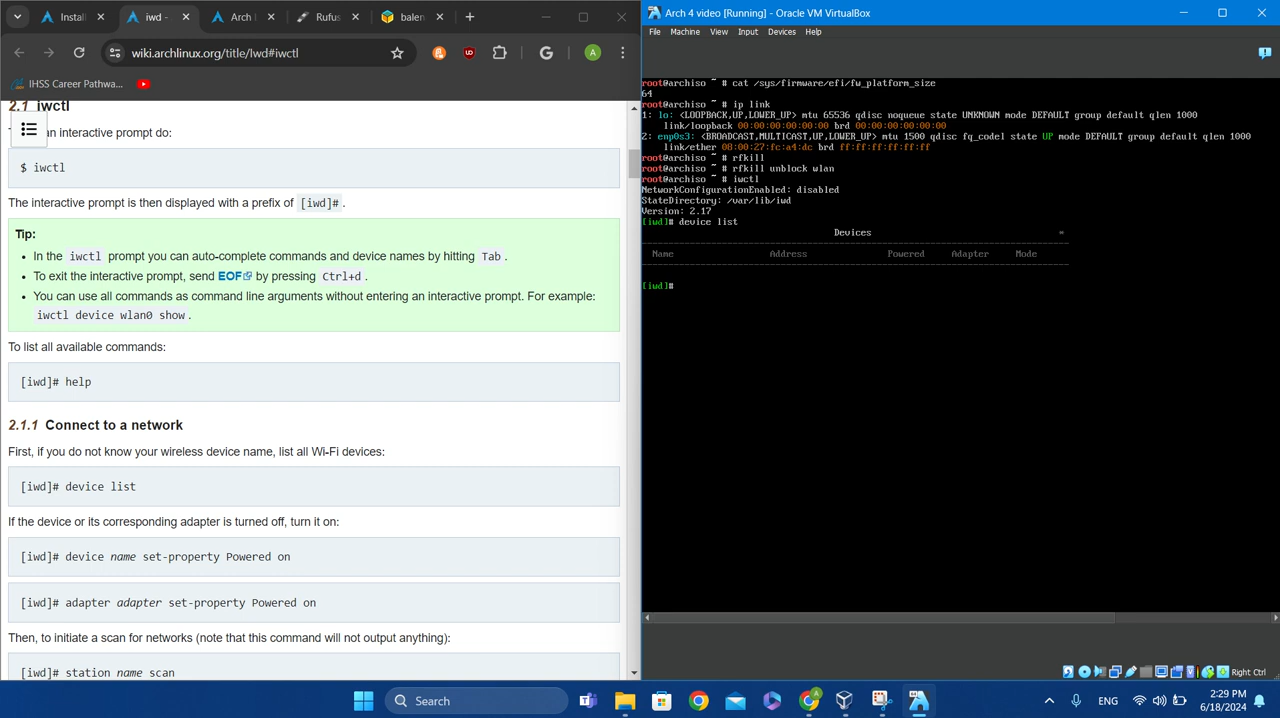 Install
iwd -
Arch I
Rufus
balen
Arch 4 video [Running] - Oracle VM VirtualBox
wiki.archlinux.org/title/Iwd#iwctl
A
IHSS Career Pathwa...
File Machine View Input Devices Help
2.1 iwctl
an interactive prompt do:
$ iwctl
The interactive prompt is then displayed with a prefix of [iwd]#.
Tip:
• In the iwctl prompt you can auto-complete commands and device names by hitting Tab.
• To exit the interactive prompt, send EOF by pressing Ctrl+d.
• You can use all commands as command line arguments without entering an interactive prompt. For example:
iwctl device wlan0 show.
To list all available commands:
[iwd]# help
2.1.1 Connect to a network
First, if you do not know your wireless device name, list all Wi-Fi devices:
[iwd]# device list
If the device or its corresponding adapter is turned off, turn it on:
[iwd]# device name set-property Powered on
[iwd]# adapter adapter set-property Powered on
Then, to initiate a scan for networks (note that this command will not output anything):
[iwd]# station name scan
root@archiso ~ # cat /sys/firmware/efi/fw_platform_size
64
root@archiso ~ # ip link
1: lo: <LOOPBACK,UP,LOWER_UP> mtu 65536 qdisc noqueue state UNKNOWN mode DEFAULT group default qlen 1000
link/loopback 00:00:00:00:00:00 brd 00:00:00:00:00:00
2: enp0s3: <BROADCAST,MULTICAST,UP,LOWER_UP> mtu 1500 qdisc fq_codel state UP mode DEFAULT group default qlen 1000
link/ether 08:00:27:fc:a4:dc brd ff:ff:ff:ff:ff:ff
root@archiso ~ # rfkill
root@archiso ~ # rfkill unblock wlan
root@archiso ~ # iwctl
NetworkConfigurationEnabled: disabled
StateDirectory: /var/lib/iwd
Version: 2.17
[iwd]# device list
Devices
Name Address Powered Adapter Mode
[iwd]#
Right Ctrl
Search
ENG
2:29 PM
6/18/2024